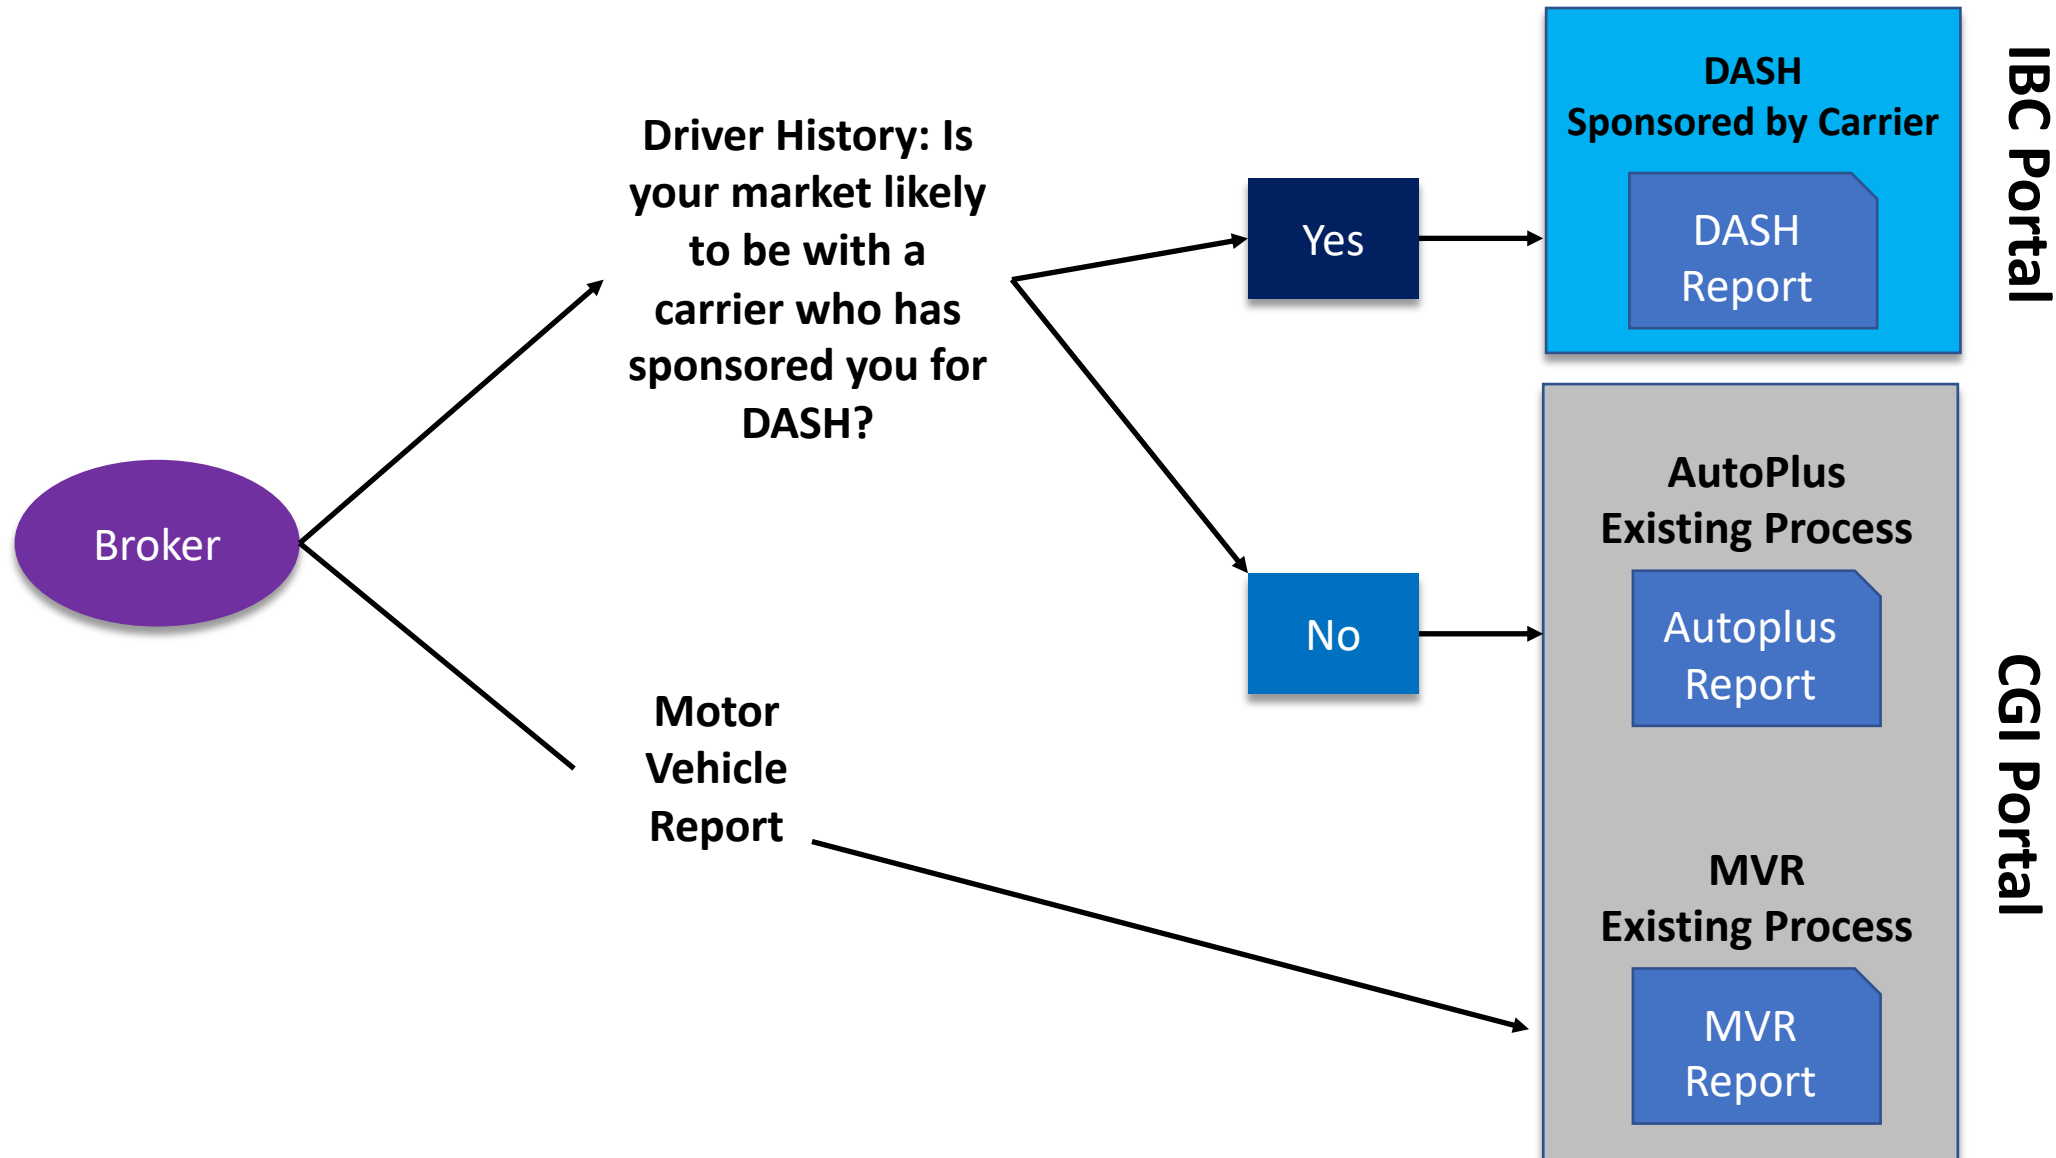 Broker
Driver History: Is
your market likely
to be with a
carrier who has
sponsored you for
DASH?
Motor
Vehicle
Report
Yes
No
DASH
Sponsored by Carrier
DASH
Report
IBC Portal
AutoPlus
Existing Process
Autoplus
Report
MVR
Existing Process
MVR
Report
CGI Portal